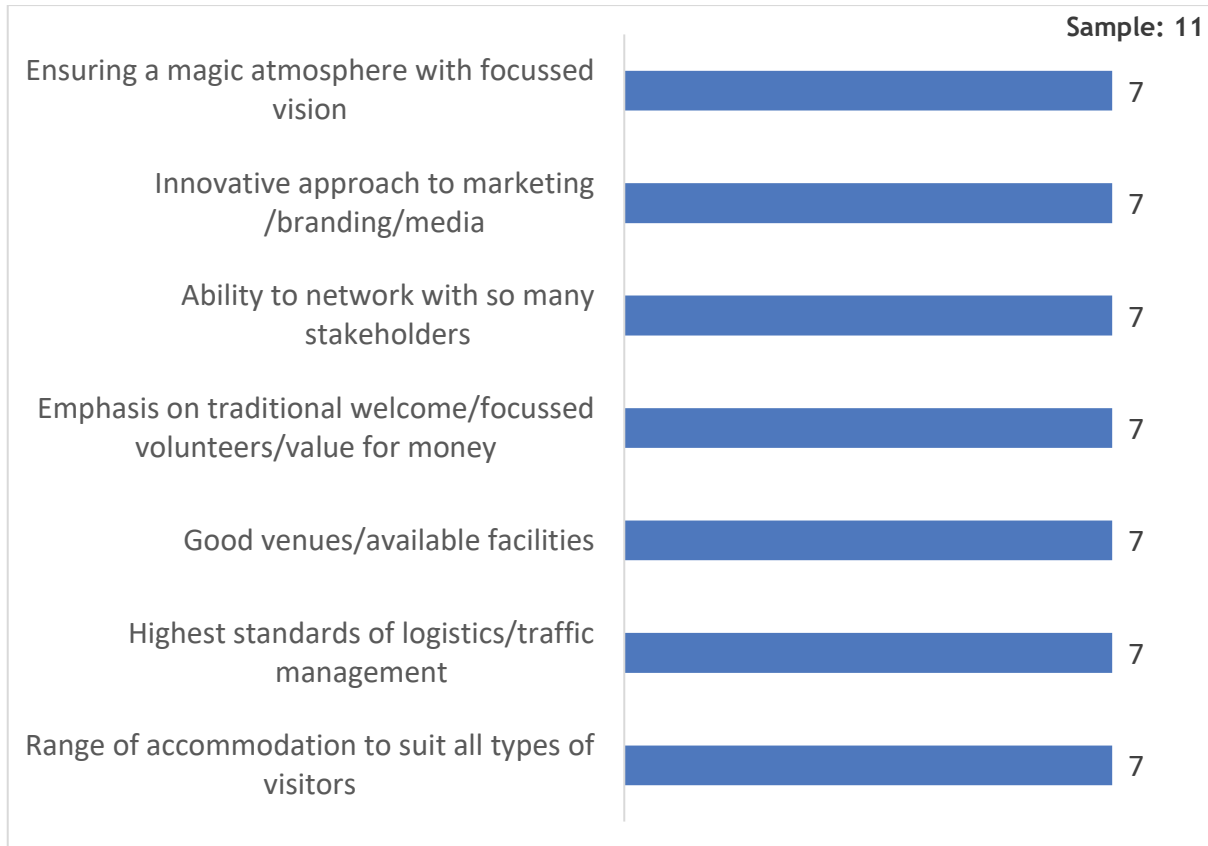 Sample: 11
Ensuring a magic atmosphere with focussed
vision
7
Innovative approach to marketing
/branding/media
7
Ability to network with so many
stakeholders
7
Emphasis on traditional welcome/focussed
volunteers/value for money
7
Good venues/available facilities
7
Highest standards of logistics/traffic
management
7
Range of accommodation to suit all types of
visitors
7